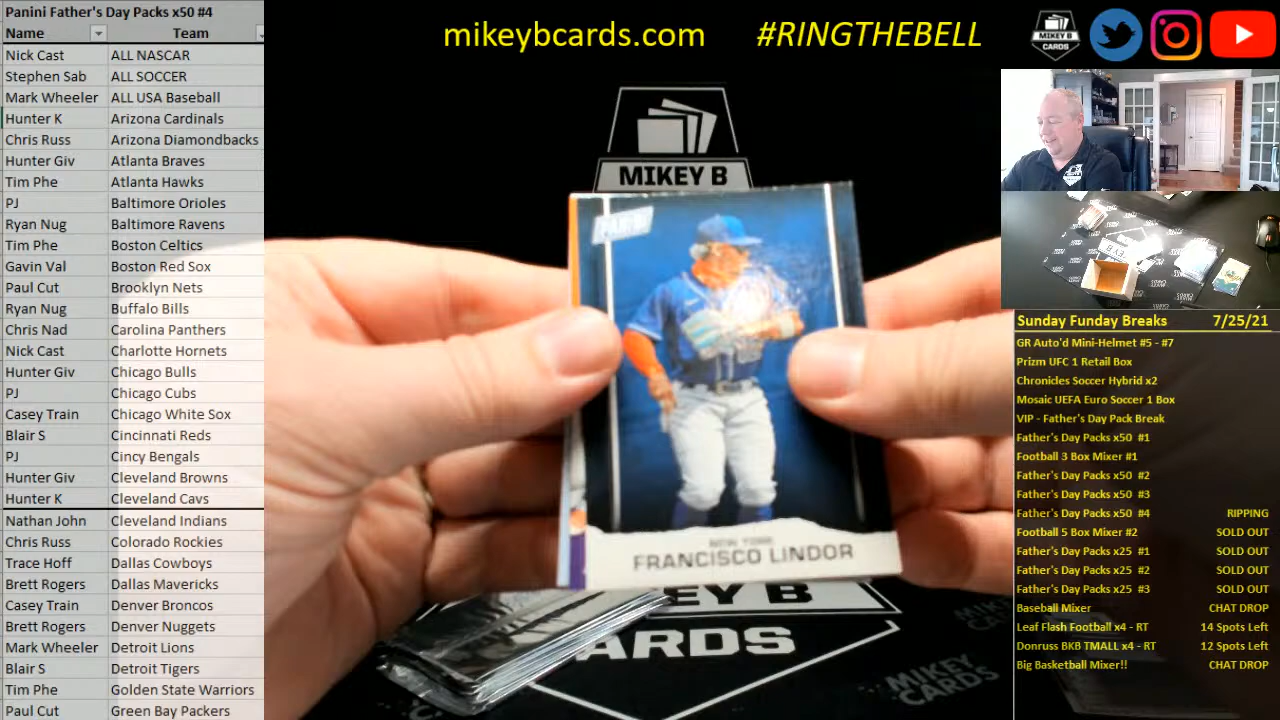 Panini Father's Day Packs x50 #4
Name Team
Nick Cast ALL NASCAR
Stephen Sab ALL SOCCER
Mark Wheeler ALL USA Baseball
Hunter K Arizona Cardinals
Chris Russ Arizona Diamondbacks
Hunter Giv Atlanta Braves
Tim Phe Atlanta Hawks
PJ Baltimore Orioles
Ryan Nug Baltimore Ravens
Tim Phe Boston Celtics
Gavin Val Boston Red Sox
Paul Cut Brooklyn Nets
Ryan Nug Buffalo Bills
Chris Nad Carolina Panthers
Nick Cast Charlotte Hornets
Hunter Giv Chicago Bulls
PJ Chicago Cubs
Casey Train Chicago White Sox
Blair S Cincinnati Reds
PJ Cincy Bengals
Hunter Giv Cleveland Browns
Hunter K Cleveland Cavs
Nathan John Cleveland Indians
Chris Russ Colorado Rockies
Trace Hoff Dallas Cowboys
Brett Rogers Dallas Mavericks
Casey Train Denver Broncos
Brett Rogers Denver Nuggets
Mark Wheeler Detroit Lions
Blair S Detroit Tigers
Tim Phe Golden State Warriors
Paul Cut Green Bay Packers
mikeybcards.com #RINGTHEBELL
MIKEY B
CARDS
MIKEY B
PANINI
NEW YORK
FRANCISCO LINDOR
EY B
CARDS
MIKEY
CARDS
Sunday Funday Breaks 7/25/21
GR Auto'd Mini-Helmet #5 - #7
Prizm UFC 1 Retail Box
Chronicles Soccer Hybrid x2
Mosaic UEFA Euro Soccer 1 Box
VIP - Father's Day Pack Break
Father's Day Packs x50 #1
Football 3 Box Mixer #1
Father's Day Packs x50 #2
Father's Day Packs x50 #3
Father's Day Packs x50 #4 RIPPING
Football 5 Box Mixer #2 SOLD OUT
Father's Day Packs x25 #1 SOLD OUT
Father's Day Packs x25 #2 SOLD OUT
Father's Day Packs x25 #3 SOLD OUT
Baseball Mixer CHAT DROP
Leaf Flash Football x4 - RT 14 Spots Left
Donruss BKB TMALL x4 - RT 12 Spots Left
Big Basketball Mixer!! CHAT DROP